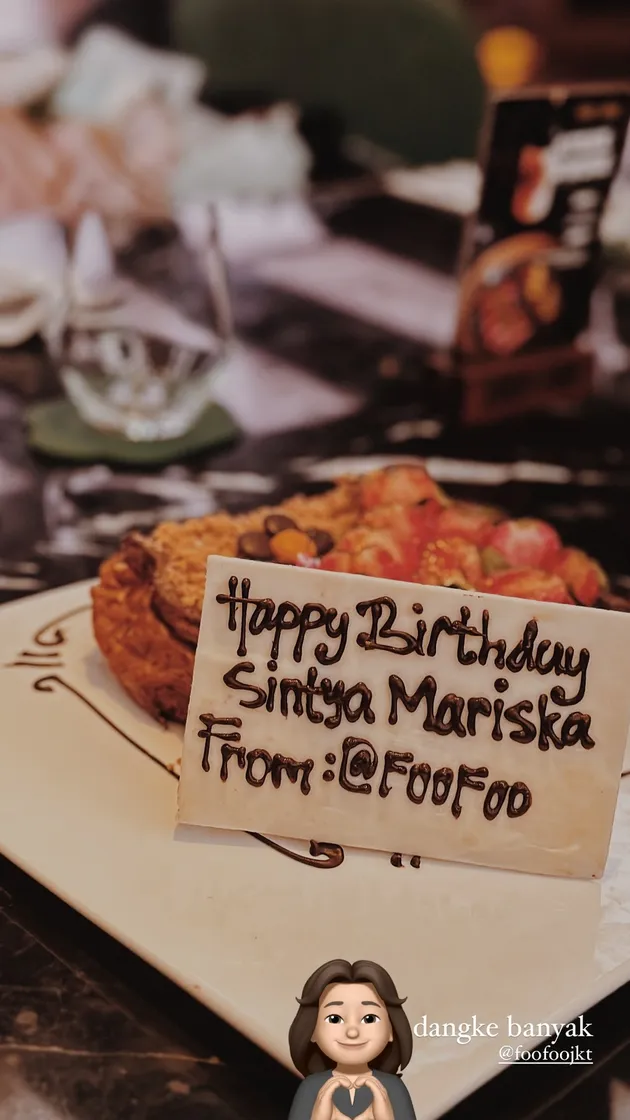 Happy Birthday
Sintya Mariska
From : @FooFoo
dangke banyak
@foofoojkt